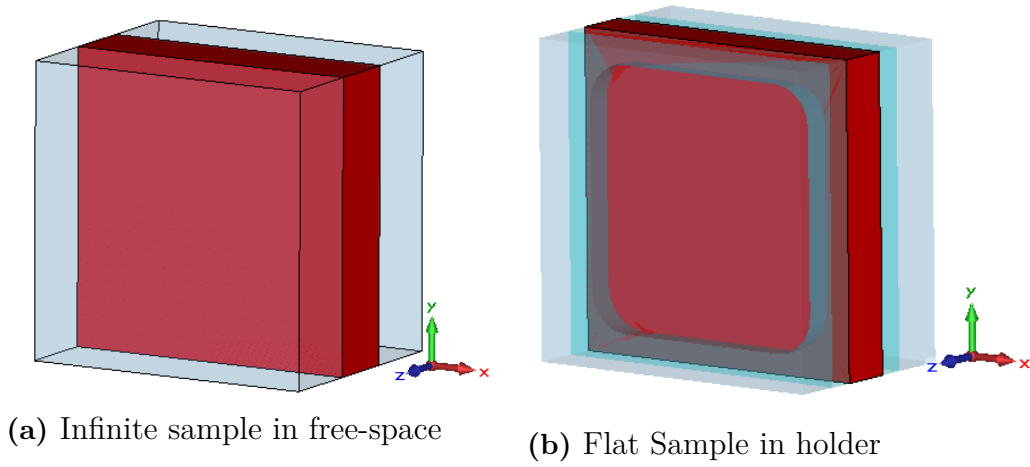 y
z
x
y
z
x
(a) Infinite sample in free-space
(b) Flat Sample in holder